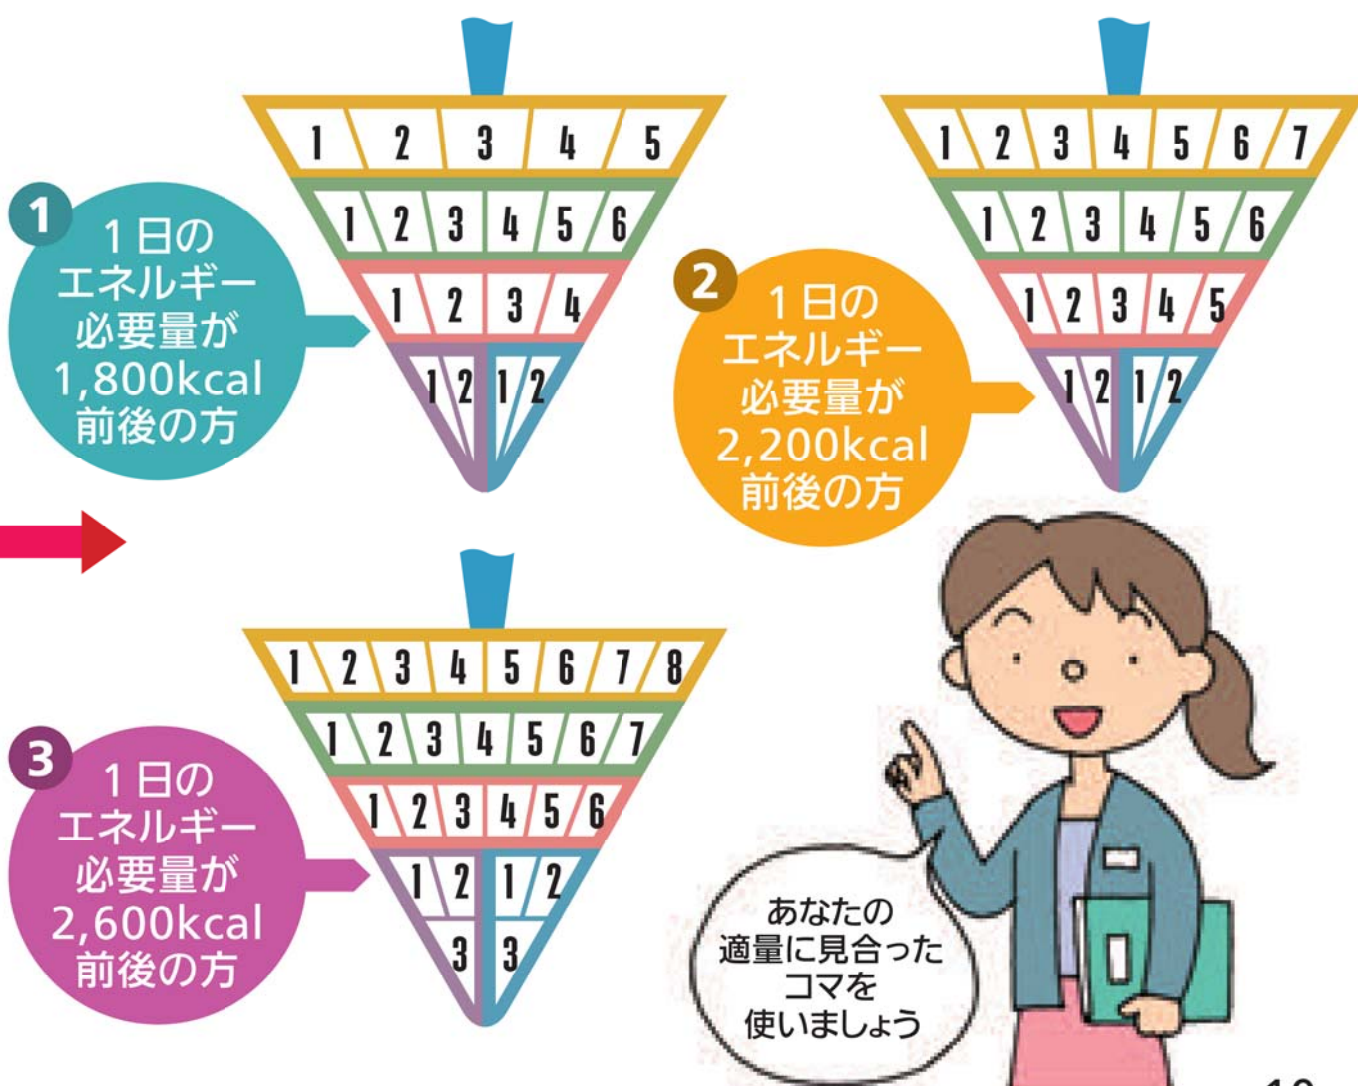 1 2 3 4 5
1 2 3 4 5 6
1 2 3 4
1 2 1 2
1
1日の
エネルギー
必要量が
1,800kcal
前後の方
1 2 3 4 5 6 7
1 2 3 4 5 6
1 2 3 4 5
1 2 1 2
2
1日の
エネルギー
必要量が
2,200kcal
前後の方
1 2 3 4 5 6 7 8
1 2 3 4 5 6 7
1 2 3 4 5 6
1 2 1 2
3 3
3
1日の
エネルギー
必要量が
2,600kcal
前後の方
あなたの
適量に見合った
コマを
使いましょう